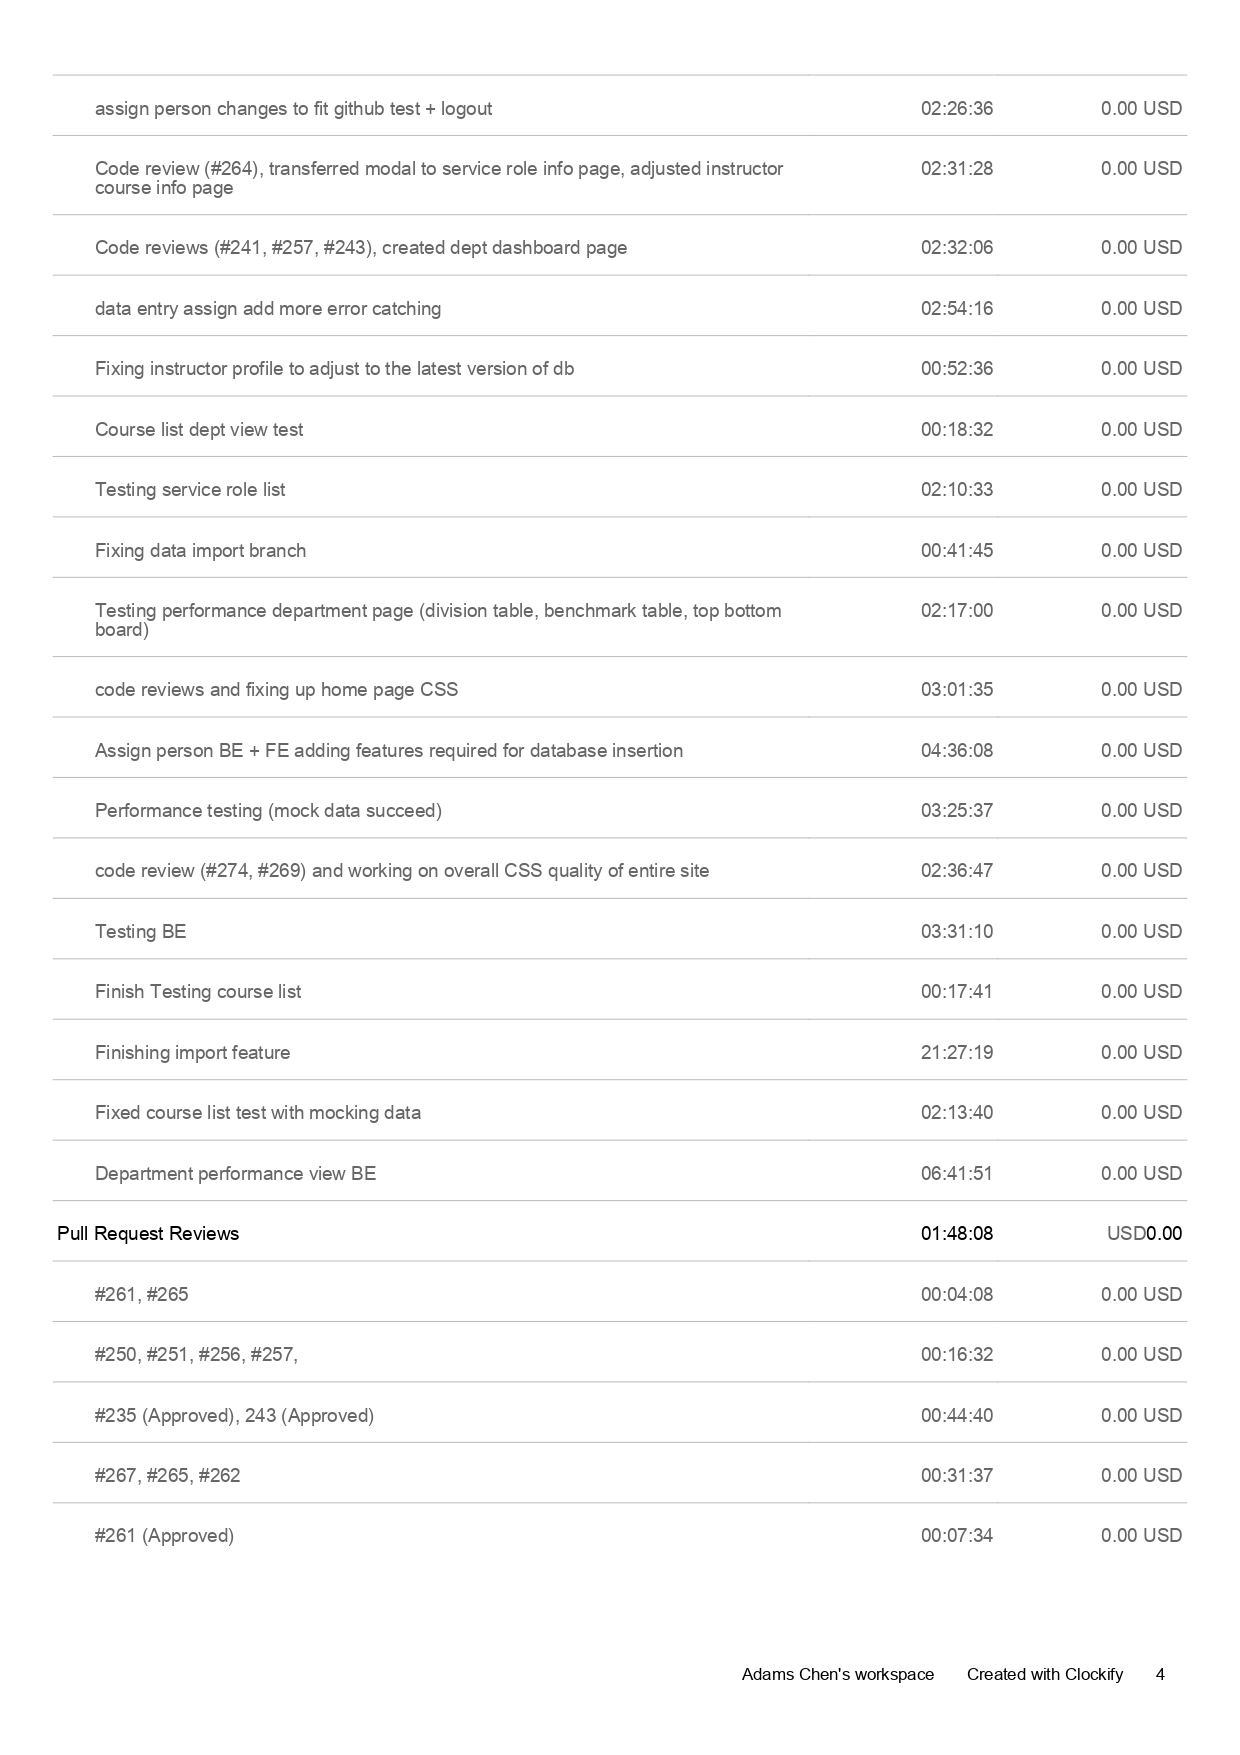 assign person changes to fit github test + logout 02:26:36 0.00 USD
Code review (#264), transferred modal to service role info page, adjusted instructor 02:31:28 0.00 USD
course info page
Code reviews (#241, #257, #243), created dept dashboard page 02:32:06 0.00 USD
data entry assign add more error catching 02:54:16 0.00 USD
Fixing instructor profile to adjust to the latest version of db 00:52:36 0.00 USD
Course list dept view test 00:18:32 0.00 USD
Testing service role list 02:10:33 0.00 USD
Fixing data import branch 00:41:45 0.00 USD
Testing performance department page (division table, benchmark table, top bottom 02:17:00 0.00 USD
board)
code reviews and fixing up home page CSS 03:01:35 0.00 USD
Assign person BE + FE adding features required for database insertion 04:36:08 0.00 USD
Performance testing (mock data succeed) 03:25:37 0.00 USD
code review (#274, #269) and working on overall CSS quality of entire site 02:36:47 0.00 USD
Testing BE 03:31:10 0.00 USD
Finish Testing course list 00:17:41 0.00 USD
Finishing import feature 21:27:19 0.00 USD
Fixed course list test with mocking data 02:13:40 0.00 USD
Department performance view BE 06:41:51 0.00 USD
Pull Request Reviews 01:48:08 USD0.00
#261, #265 00:04:08 0.00 USD
#250, #251, #256, #257, 00:16:32 0.00 USD
#235 (Approved), 243 (Approved) 00:44:40 0.00 USD
#267, #265, #262 00:31:37 0.00 USD
#261 (Approved) 00:07:34 0.00 USD
Adams Chen's workspace Created with Clockify 4